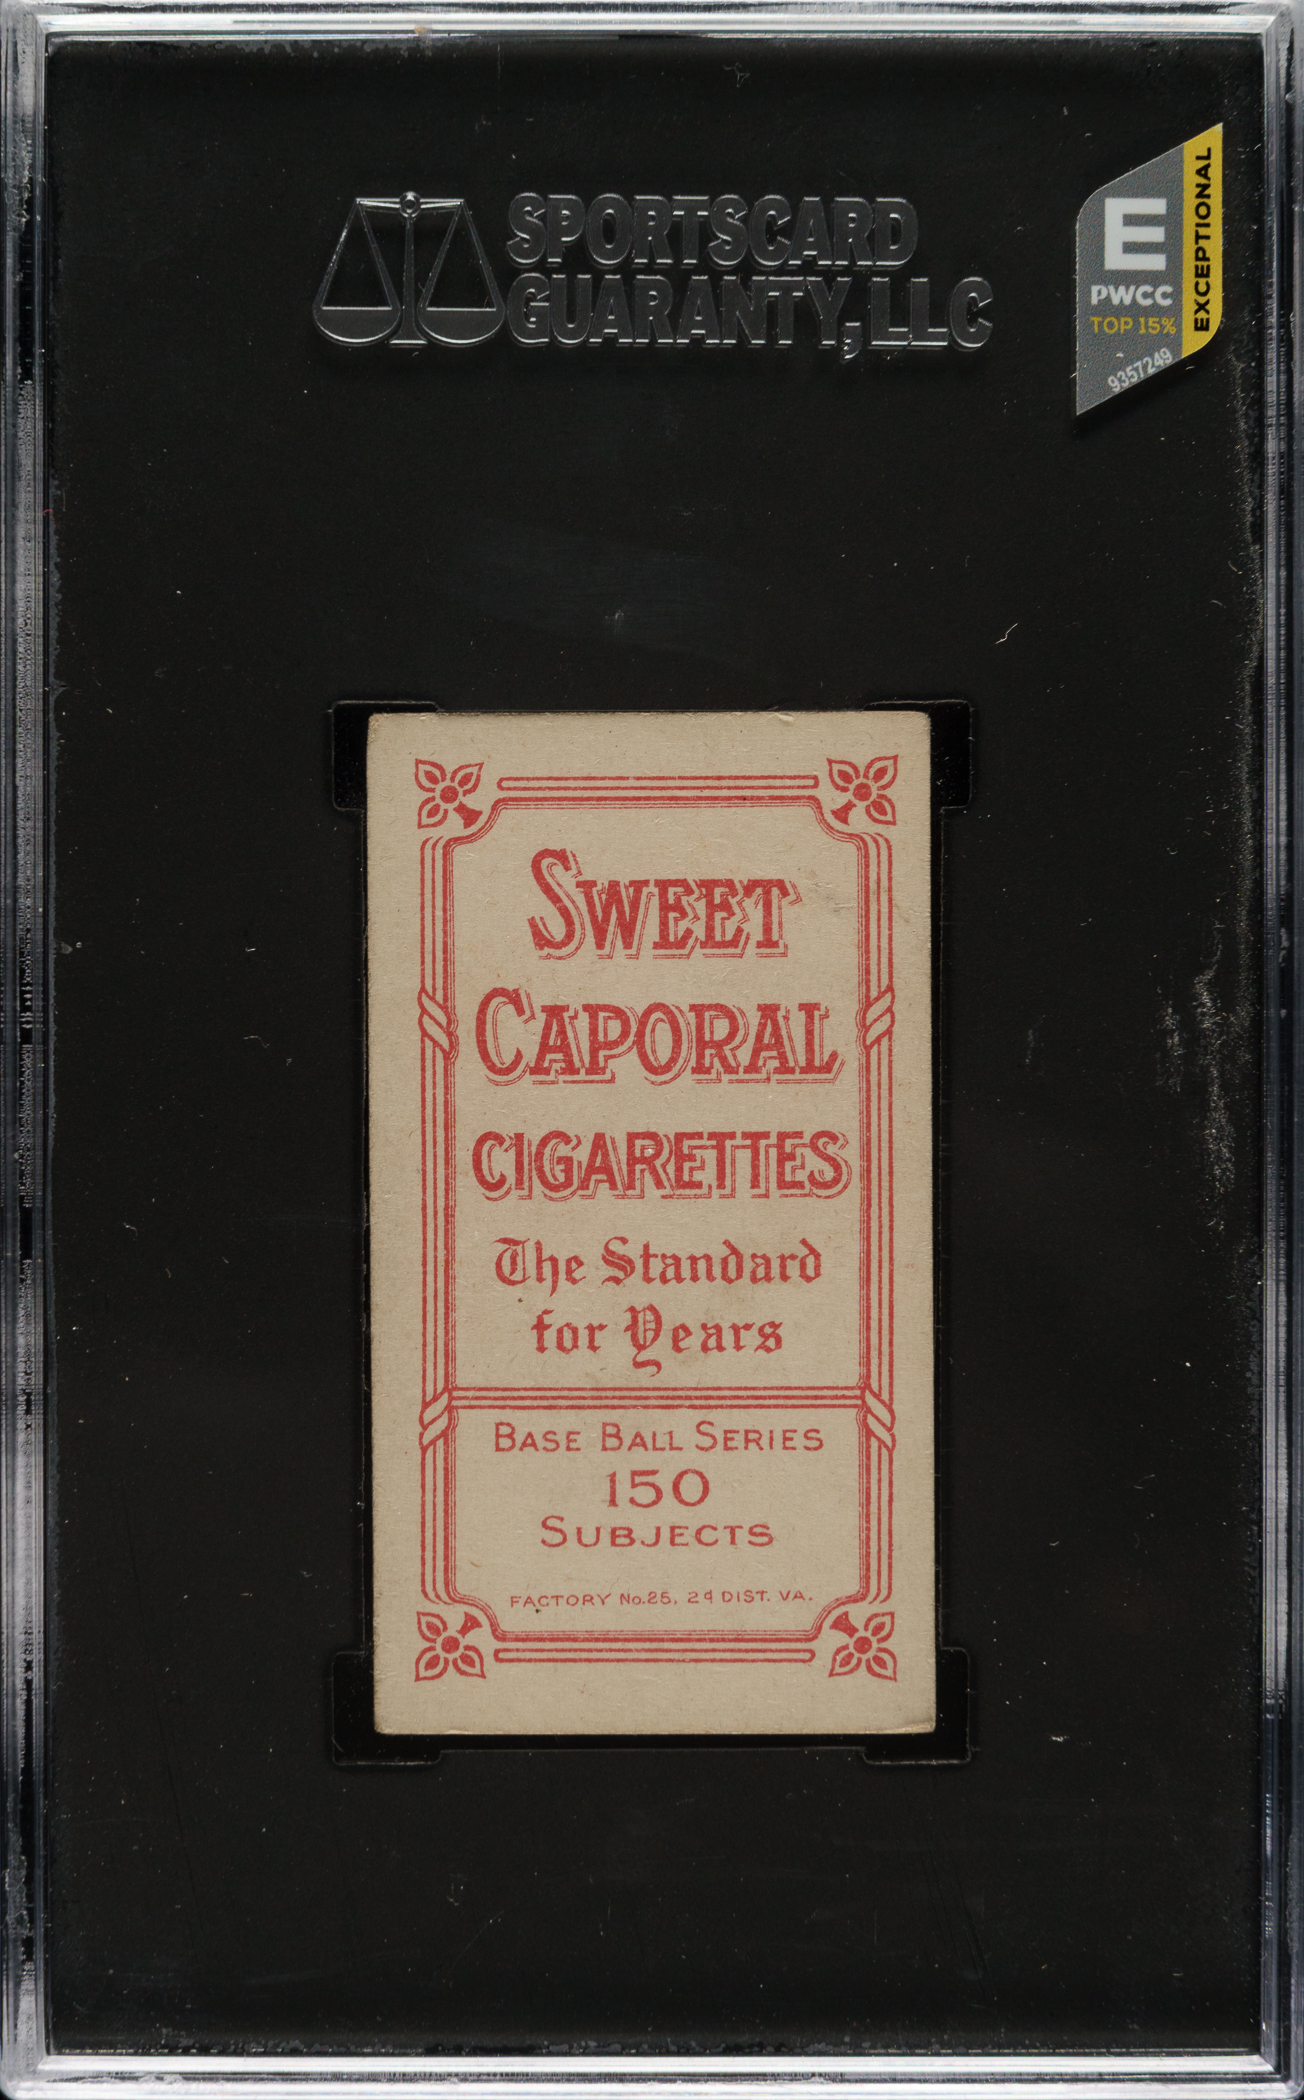 SPORTSCARD
GUARANTY, LLC
E
PWCC
TOP 15%
EXCEPTIONAL
9357249
SWEET
CAPORAL
CIGARETTES
The Standard
for Years
BASE BALL SERIES
150
SUBJECTS
FACTORY No. 25, 2d DIST. VA.